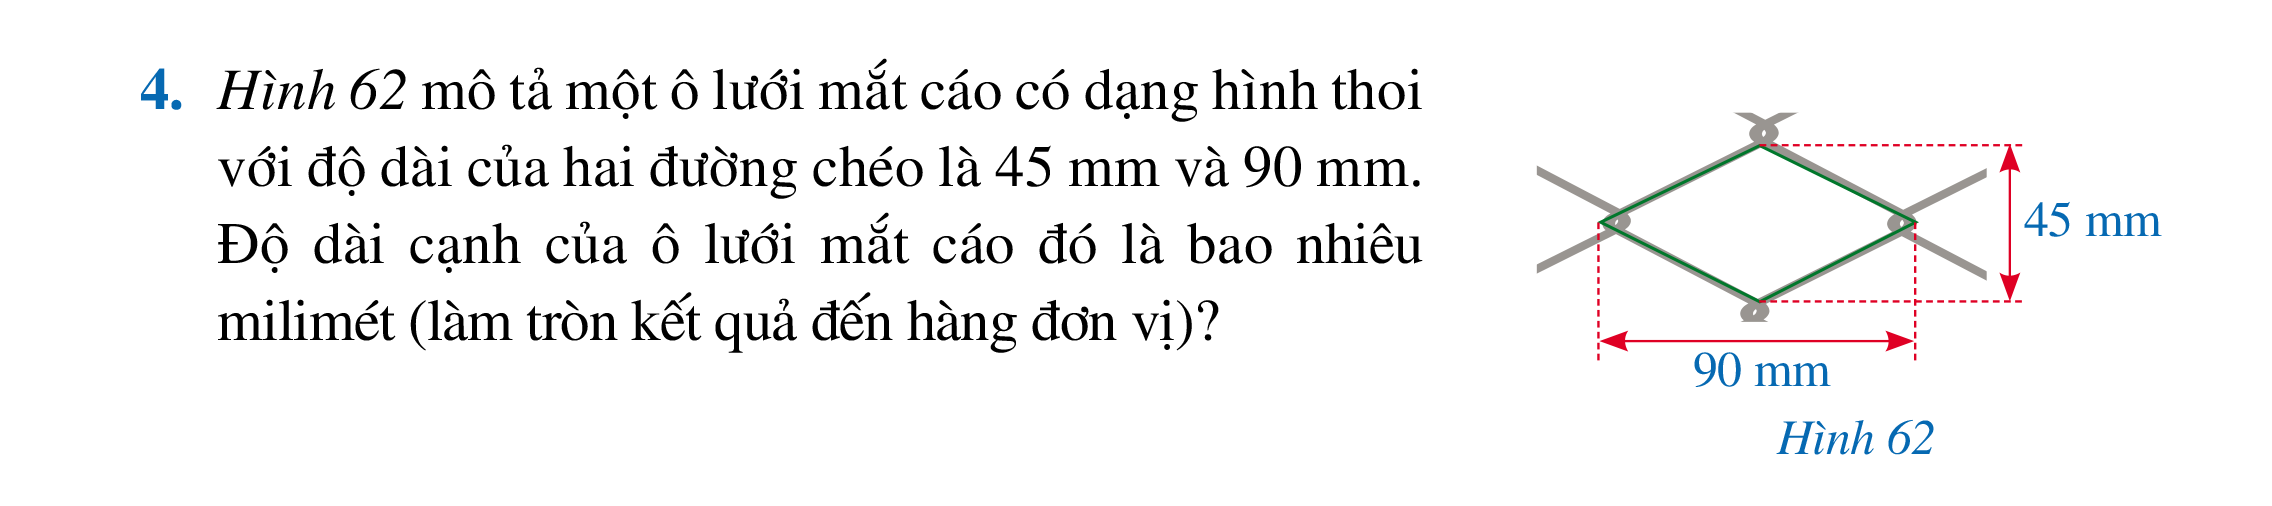 4. Hình 62 mô tả một ô lưới mắt cáo có dạng hình thoi
với độ dài của hai đường chéo là 45 mm và 90 mm.
Độ dài cạnh của ô lưới mắt cáo đó là bao nhiêu
milimét (làm tròn kết quả đến hàng đơn vị)?
45 mm
90 mm
Hình 62